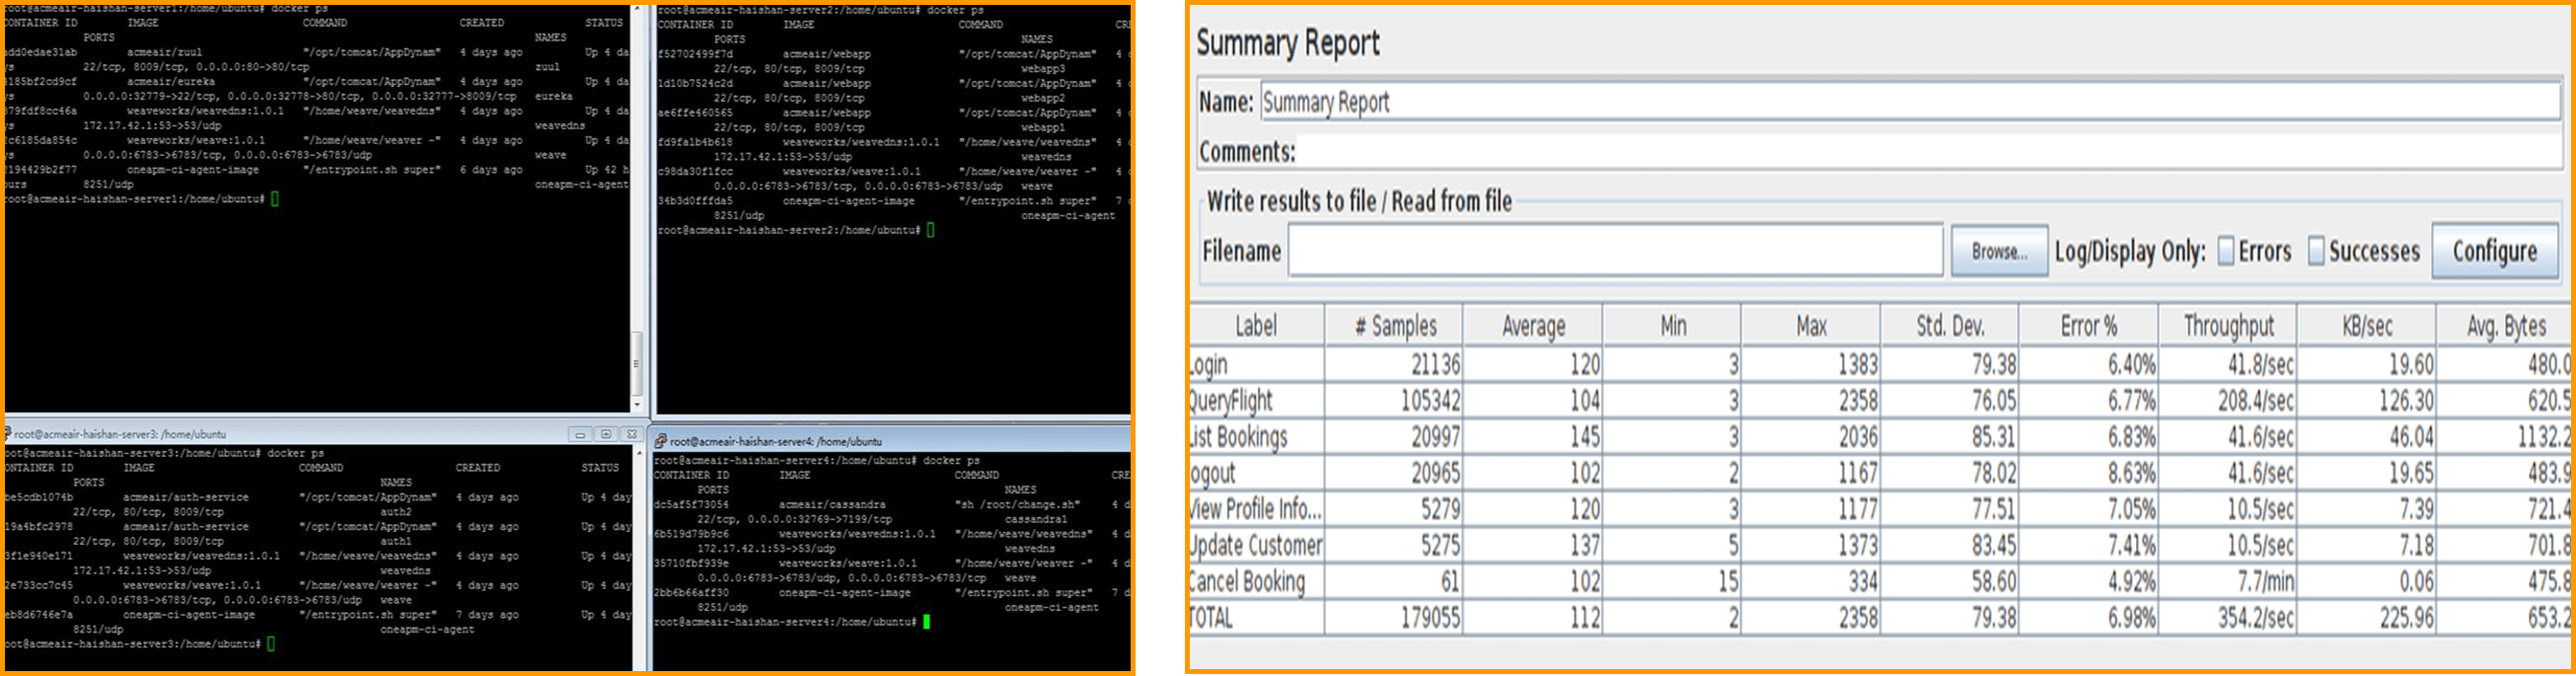 root@acmeair-haishan-server1:/home/ubuntu# docker ps
CONTAINER ID IMAGE COMMAND CREATED STATUS
PORTS NAMES
add0edae31ab acmeair/zuul "/opt/tomcat/AppDynam" 4 days ago Up 4 da
ys 22/tcp, 8009/tcp, 0.0.0.0:80->80/tcp zuul
4185bf2cd9cf acmeair/eureka "/opt/tomcat/AppDynam" 4 days ago Up 4 da
ys 0.0.0.0:32779->22/tcp, 0.0.0.0:32778->80/tcp, 0.0.0.0:32777->8009/tcp eureka
879fdf8cc46a weaveworks/weavedns:1.0.1 "/home/weave/weavedns" 4 days ago Up 4 da
ys 172.17.42.1:53->53/udp weavedns
2c6185da854c weaveworks/weave:1.0.1 "/home/weave/weaver -" 4 days ago Up 4 da
ys 0.0.0.0:6783->6783/tcp, 0.0.0.0:6783->6783/udp weave
2194429b2f77 oneapm-ci-agent-image "/entrypoint.sh super" 6 days ago Up 42 h
ours 8251/udp oneapm-ci-agent
root@acmeair-haishan-server1:/home/ubuntu#
root@acmeair-haishan-server2:/home/ubuntu# docker ps
CONTAINER ID IMAGE COMMAND CR
PORTS NAMES
f52702499f7d acmeair/webapp "/opt/tomcat/AppDynam" 4
22/tcp, 80/tcp, 8009/tcp webapp3
1d10b7524c2d acmeair/webapp "/opt/tomcat/AppDynam" 4
22/tcp, 80/tcp, 8009/tcp webapp2
ae6ffe460565 acmeair/webapp "/opt/tomcat/AppDynam" 4
22/tcp, 80/tcp, 8009/tcp webapp1
fd9fa1b4b618 weaveworks/weavedns:1.0.1 "/home/weave/weavedns" 4
172.17.42.1:53->53/udp weavedns
c98da30f1fcc weaveworks/weave:1.0.1 "/home/weave/weaver -" 4
0.0.0.0:6783->6783/tcp, 0.0.0.0:6783->6783/udp weave
34b3d0fffda5 oneapm-ci-agent-image "/entrypoint.sh super" 7
8251/udp oneapm-ci-agent
root@acmeair-haishan-server2:/home/ubuntu#
root@acmeair-haishan-server3: /home/ubuntu
oot@acmeair-haishan-server3:/home/ubuntu# docker ps
ONTAINER ID IMAGE COMMAND CREATED STATUS
PORTS NAMES
be5cdb1074b acmeair/auth-service "/opt/tomcat/AppDynam" 4 days ago Up 4 day
22/tcp, 80/tcp, 8009/tcp auth2
19a4bfc2978 acmeair/auth-service "/opt/tomcat/AppDynam" 4 days ago Up 4 day
22/tcp, 80/tcp, 8009/tcp auth1
3f1e940e171 weaveworks/weavedns:1.0.1 "/home/weave/weavedns" 4 days ago Up 4 day
172.17.42.1:53->53/udp weavedns
2e733cc7c45 weaveworks/weave:1.0.1 "/home/weave/weaver -" 4 days ago Up 4 day
0.0.0.0:6783->6783/tcp, 0.0.0.0:6783->6783/udp weave
eb8d6746e7a oneapm-ci-agent-image "/entrypoint.sh super" 7 days ago Up 4 day
8251/udp oneapm-ci-agent
oot@acmeair-haishan-server3:/home/ubuntu#
root@acmeair-haishan-server4: /home/ubuntu
root@acmeair-haishan-server4:/home/ubuntu# docker ps
CONTAINER ID IMAGE COMMAND CRE
PORTS NAMES
dc5af5f73054 acmeair/cassandra "sh /root/change.sh" 4 d
22/tcp, 0.0.0.0:32769->7199/tcp cassandra1
6b519d79b9c6 weaveworks/weavedns:1.0.1 "/home/weave/weavedns" 4 d
172.17.42.1:53->53/udp weavedns
35710fbf939e weaveworks/weave:1.0.1 "/home/weave/weaver -" 4 d
0.0.0.0:6783->6783/udp, 0.0.0.0:6783->6783/tcp weave
2bb6b66aff30 oneapm-ci-agent-image "/entrypoint.sh super" 7 d
8251/udp oneapm-ci-agent
root@acmeair-haishan-server4:/home/ubuntu#
Summary Report
Name: Summary Report
Comments:
Write results to file / Read from file
Filename Browse... Log/Display Only: Errors Successes Configure
Label # Samples Average Min Max Std. Dev. Error % Throughput KB/sec Avg. Bytes
Login 21136 120 3 1383 79.38 6.40% 41.8/sec 19.60 480.0
QueryFlight 105342 104 3 2358 76.05 6.77% 208.4/sec 126.30 620.5
List Bookings 20997 145 3 2036 85.31 6.83% 41.6/sec 46.04 1132.2
logout 20965 102 2 1167 78.02 8.63% 41.6/sec 19.65 483.9
View Profile Info... 5279 120 3 1177 77.51 7.05% 10.5/sec 7.39 721.4
Update Customer 5275 137 5 1373 83.45 7.41% 10.5/sec 7.18 701.8
Cancel Booking 61 102 15 334 58.60 4.92% 7.7/min 0.06 475.8
TOTAL 179055 112 2 2358 79.38 6.98% 354.2/sec 225.96 653.2